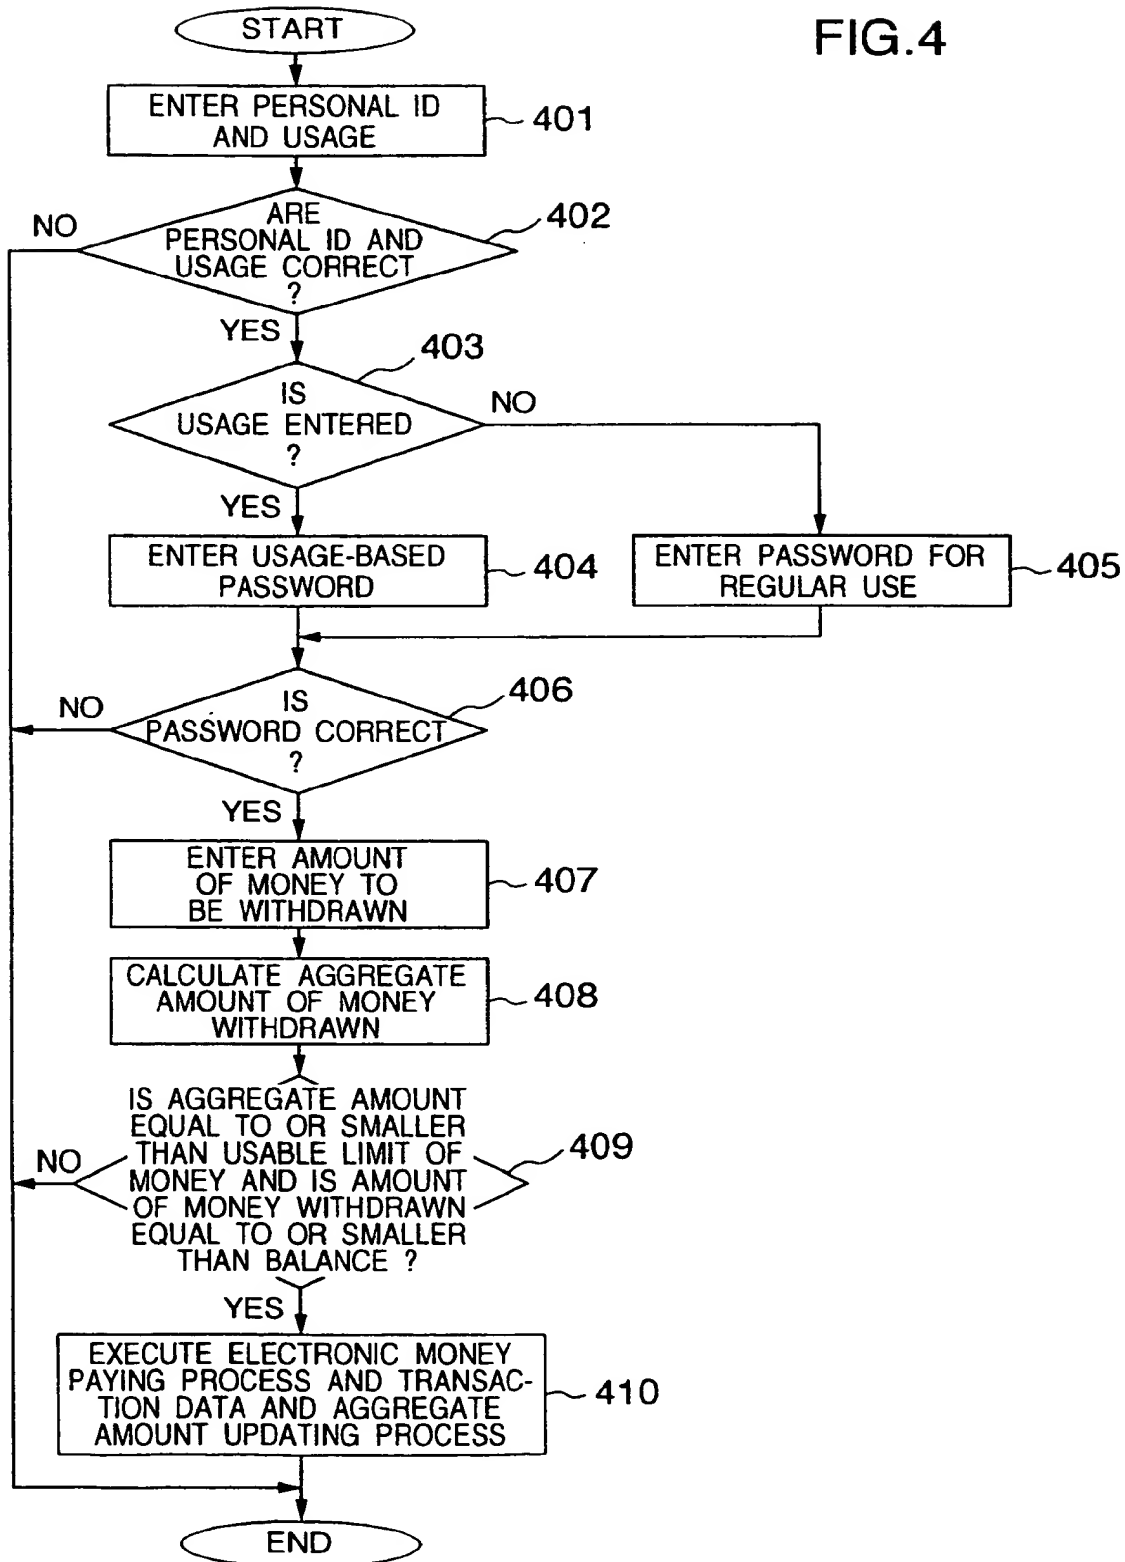 START
FIG.4
ENTER PERSONAL ID
AND USAGE
401
NO
ARE
PERSONAL ID AND
USAGE CORRECT
?
402
YES
403
IS
USAGE ENTERED
?
NO
YES
ENTER USAGE-BASED
PASSWORD
404
ENTER PASSWORD FOR
REGULAR USE
405
406
NO
IS
PASSWORD CORRECT
?
YES
ENTER AMOUNT
OF MONEY TO
BE WITHDRAWN
407
CALCULATE AGGREGATE
AMOUNT OF MONEY
WITHDRAWN
408
IS AGGREGATE AMOUNT
EQUAL TO OR SMALLER
THAN USABLE LIMIT OF
MONEY AND IS AMOUNT
OF MONEY WITHDRAWN
EQUAL TO OR SMALLER
THAN BALANCE ?
NO
409
YES
EXECUTE ELECTRONIC MONEY
PAYING PROCESS AND TRANSAC-
TION DATA AND AGGREGATE
AMOUNT UPDATING PROCESS
410
END